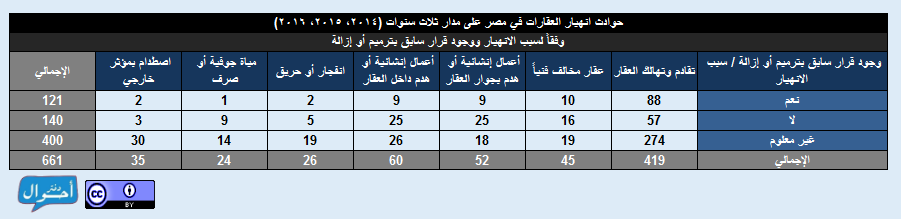 حوادث انهيار العقارات في مصر على مدار ثلاث سنوات (٢٠١٤، ٢٠١٥، ٢٠١٦)
وفقاً لسبب الانهيار ووجود قرار سابق بترميم أو إزالة
وجود قرار سابق بترميم أو إزالة / سبب الانهيار تقادم وتهالك العقار عقار مخالف فنياً أعمال إنشائية أو هدم بجوار العقار أعمال إنشائية أو هدم داخل العقار انفجار أو حريق مياة جوفية أو صرف اصطدام بمؤثر خارجي الإجمالي
نعم 88 10 9 9 2 1 2 121
لا 57 16 25 25 5 9 3 140
غير معلوم 274 19 18 26 19 14 30 400
الإجمالي 419 45 52 60 26 24 35 661
دفتر أحوال
cc BY